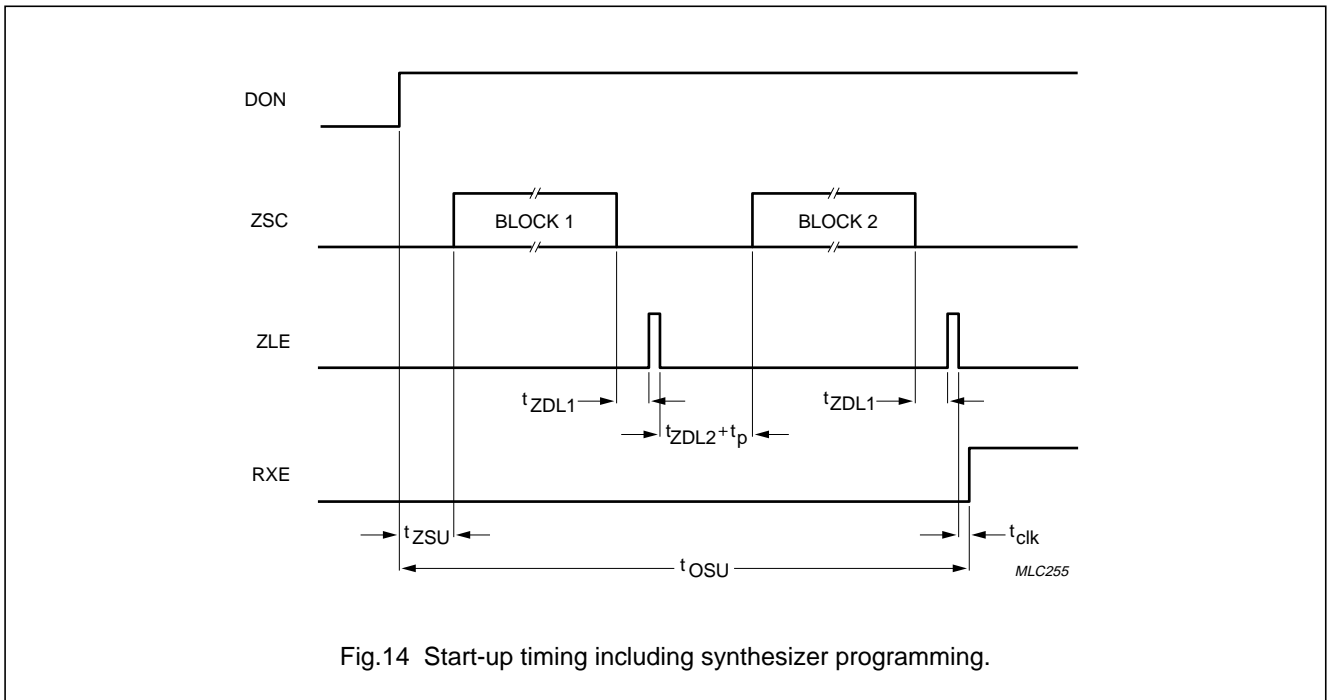 DON
ZSC
BLOCK 1
BLOCK 2
ZLE
tZDL1
tZDL1
tZDL2+tp
RXE
tZSU
tclk
tOSU
MLC255
Fig.14 Start-up timing including synthesizer programming.